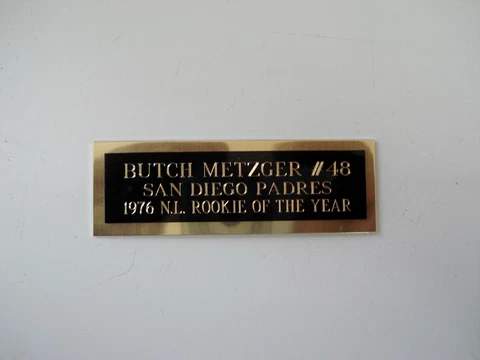 BUTCH METZGER #48
SAN DIEGO PADRES
1976 N.L. ROOKIE OF THE YEAR